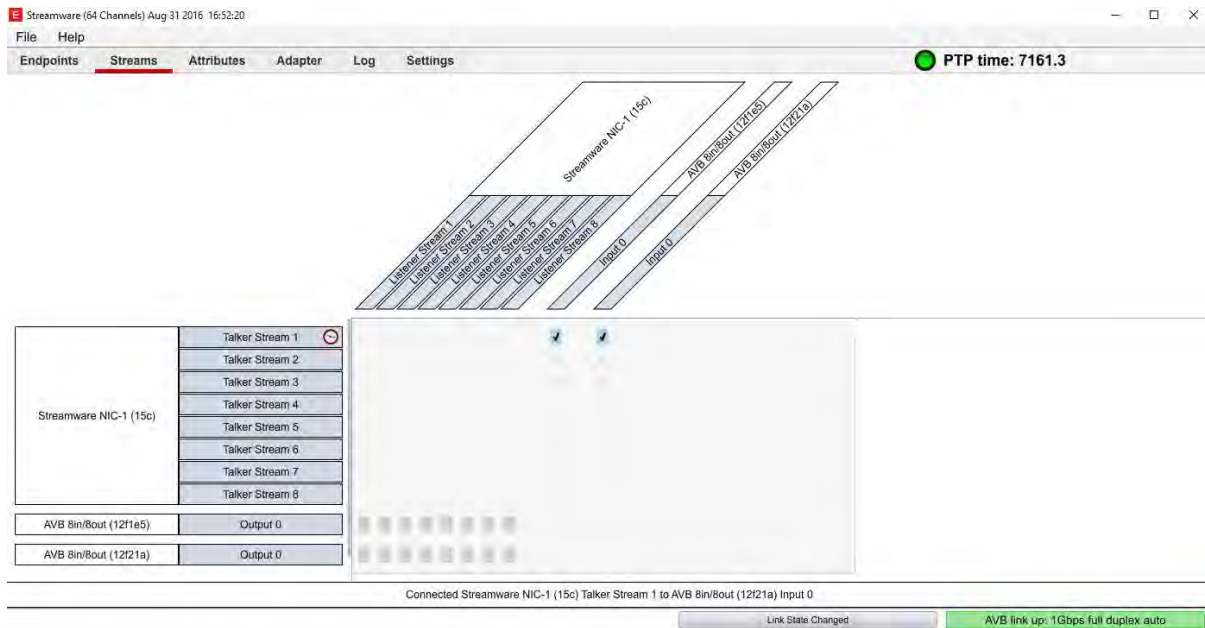 E Streamware (64 Channels) Aug 31 2016 16:52:20
File Help
Endpoints Streams Attributes Adapter Log Settings
PTP time: 7161.3
Streamware NIC-1 (15c)
AVB 8in/8out (12f1e5)
AVB 8in/8out (12f21a)
Listener Stream 1
Listener Stream 2
Listener Stream 3
Listener Stream 4
Listener Stream 5
Listener Stream 6
Listener Stream 7
Listener Stream 8
Input 0
Input 0
Streamware NIC-1 (15c)
Talker Stream 1
Talker Stream 2
Talker Stream 3
Talker Stream 4
Talker Stream 5
Talker Stream 6
Talker Stream 7
Talker Stream 8
AVB 8in/8out (12f1e5) Output 0
AVB 8in/8out (12f21a) Output 0
Connected Streamware NIC-1 (15c) Talker Stream 1 to AVB 8in/8out (12f21a) Input 0
Link State Changed
AVB link up: 1Gbps full duplex auto